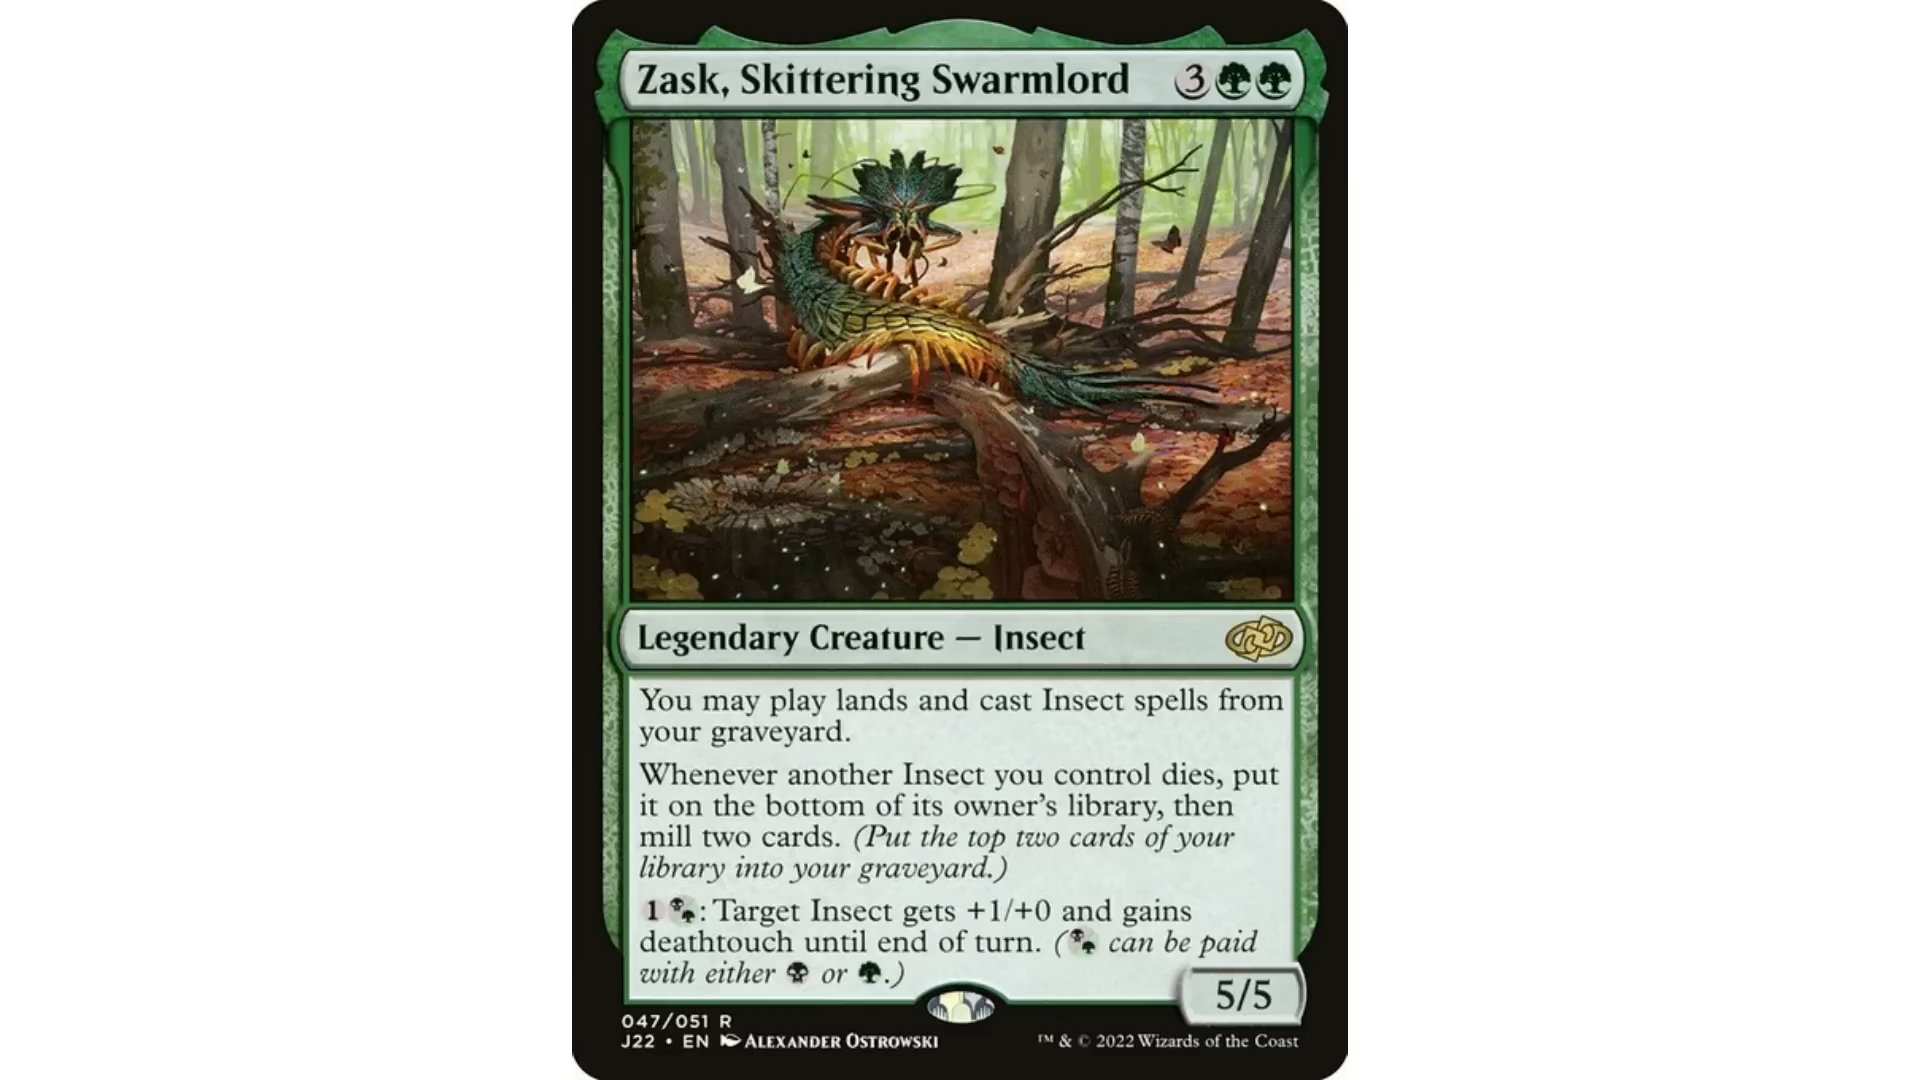 Zask, Skittering Swarmlord 3
Legendary Creature — Insect
You may play lands and cast Insect spells from
your graveyard.
Whenever another Insect you control dies, put
it on the bottom of its owner's library, then
mill two cards. (Put the top two cards of your
library into your graveyard.)
1 : Target Insect gets +1/+0 and gains
deathtouch until end of turn. ( can be paid
with either or .)
5/5
047/051 R
J22 • EN ALEXANDER OSTROWSKI
™ & © 2022 Wizards of the Coast